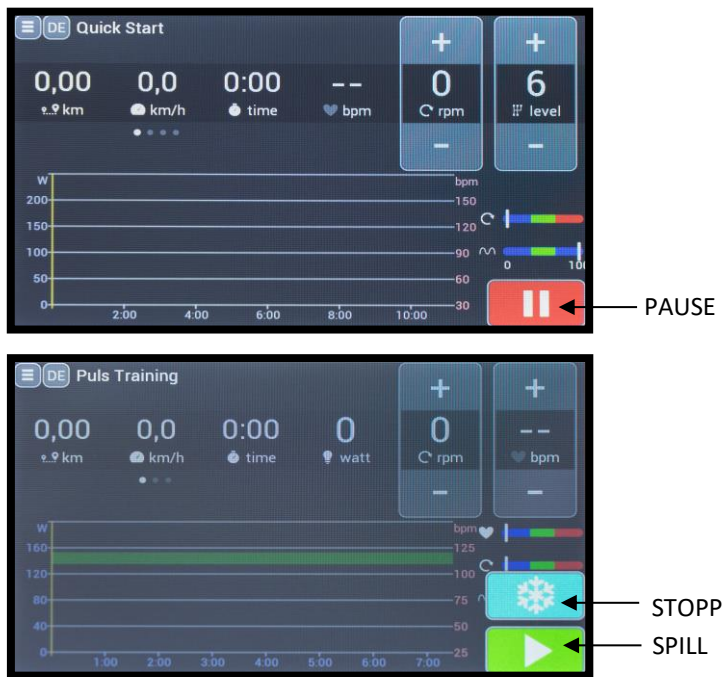 DE Quick Start
0,00 0,0 0:00 -- 0 6
km km/h time bpm rpm level
+ +
- -
W bpm
200 150
150 120
100 90
50 60
0 30
2:00 4:00 6:00 8:00 10:00
0 10
PAUSE
DE Puls Training
0,00 0,0 0:00 0 0 --
km km/h time watt rpm bpm
+ +
- -
W bpm
160 125
120 100
80 75
40 50
0 25
1:00 2:00 3:00 4:00 5:00 6:00 7:00
STOPP
SPILL